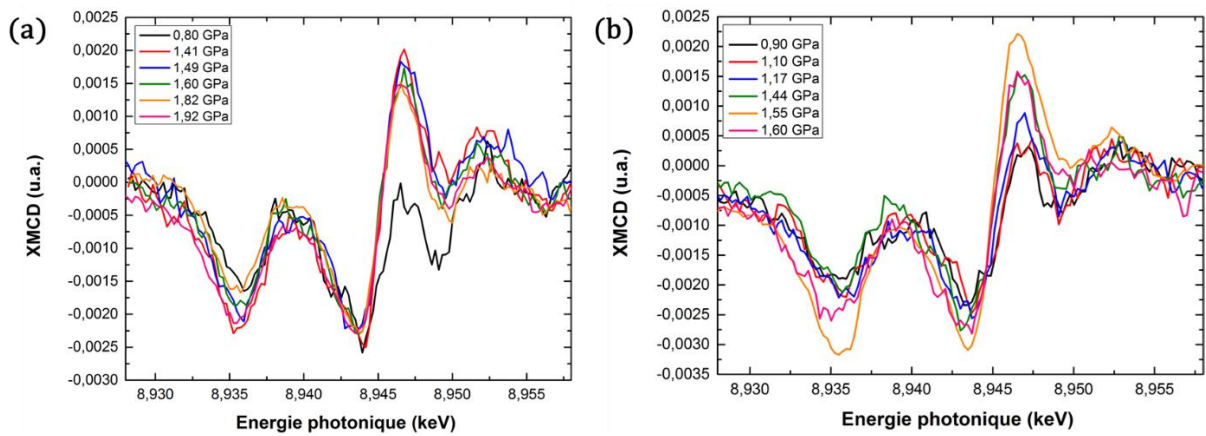 (a)
XMCD (u.a.)
0,0025
0,0020
0,0015
0,0010
0,0005
0,0000
-0,0005
-0,0010
-0,0015
-0,0020
-0,0025
-0,0030
0,80 GPa
1,41 GPa
1,49 GPa
1,60 GPa
1,82 GPa
1,92 GPa
8,930
8,935
8,940
8,945
8,950
8,955
Energie photonique (keV)
(b)
XMCD (u.a.)
0,0025
0,0020
0,0015
0,0010
0,0005
0,0000
-0,0005
-0,0010
-0,0015
-0,0020
-0,0025
-0,0030
-0,0035
0,90 GPa
1,10 GPa
1,17 GPa
1,44 GPa
1,55 GPa
1,60 GPa
8,930
8,935
8,940
8,945
8,950
8,955
Energie photonique (keV)